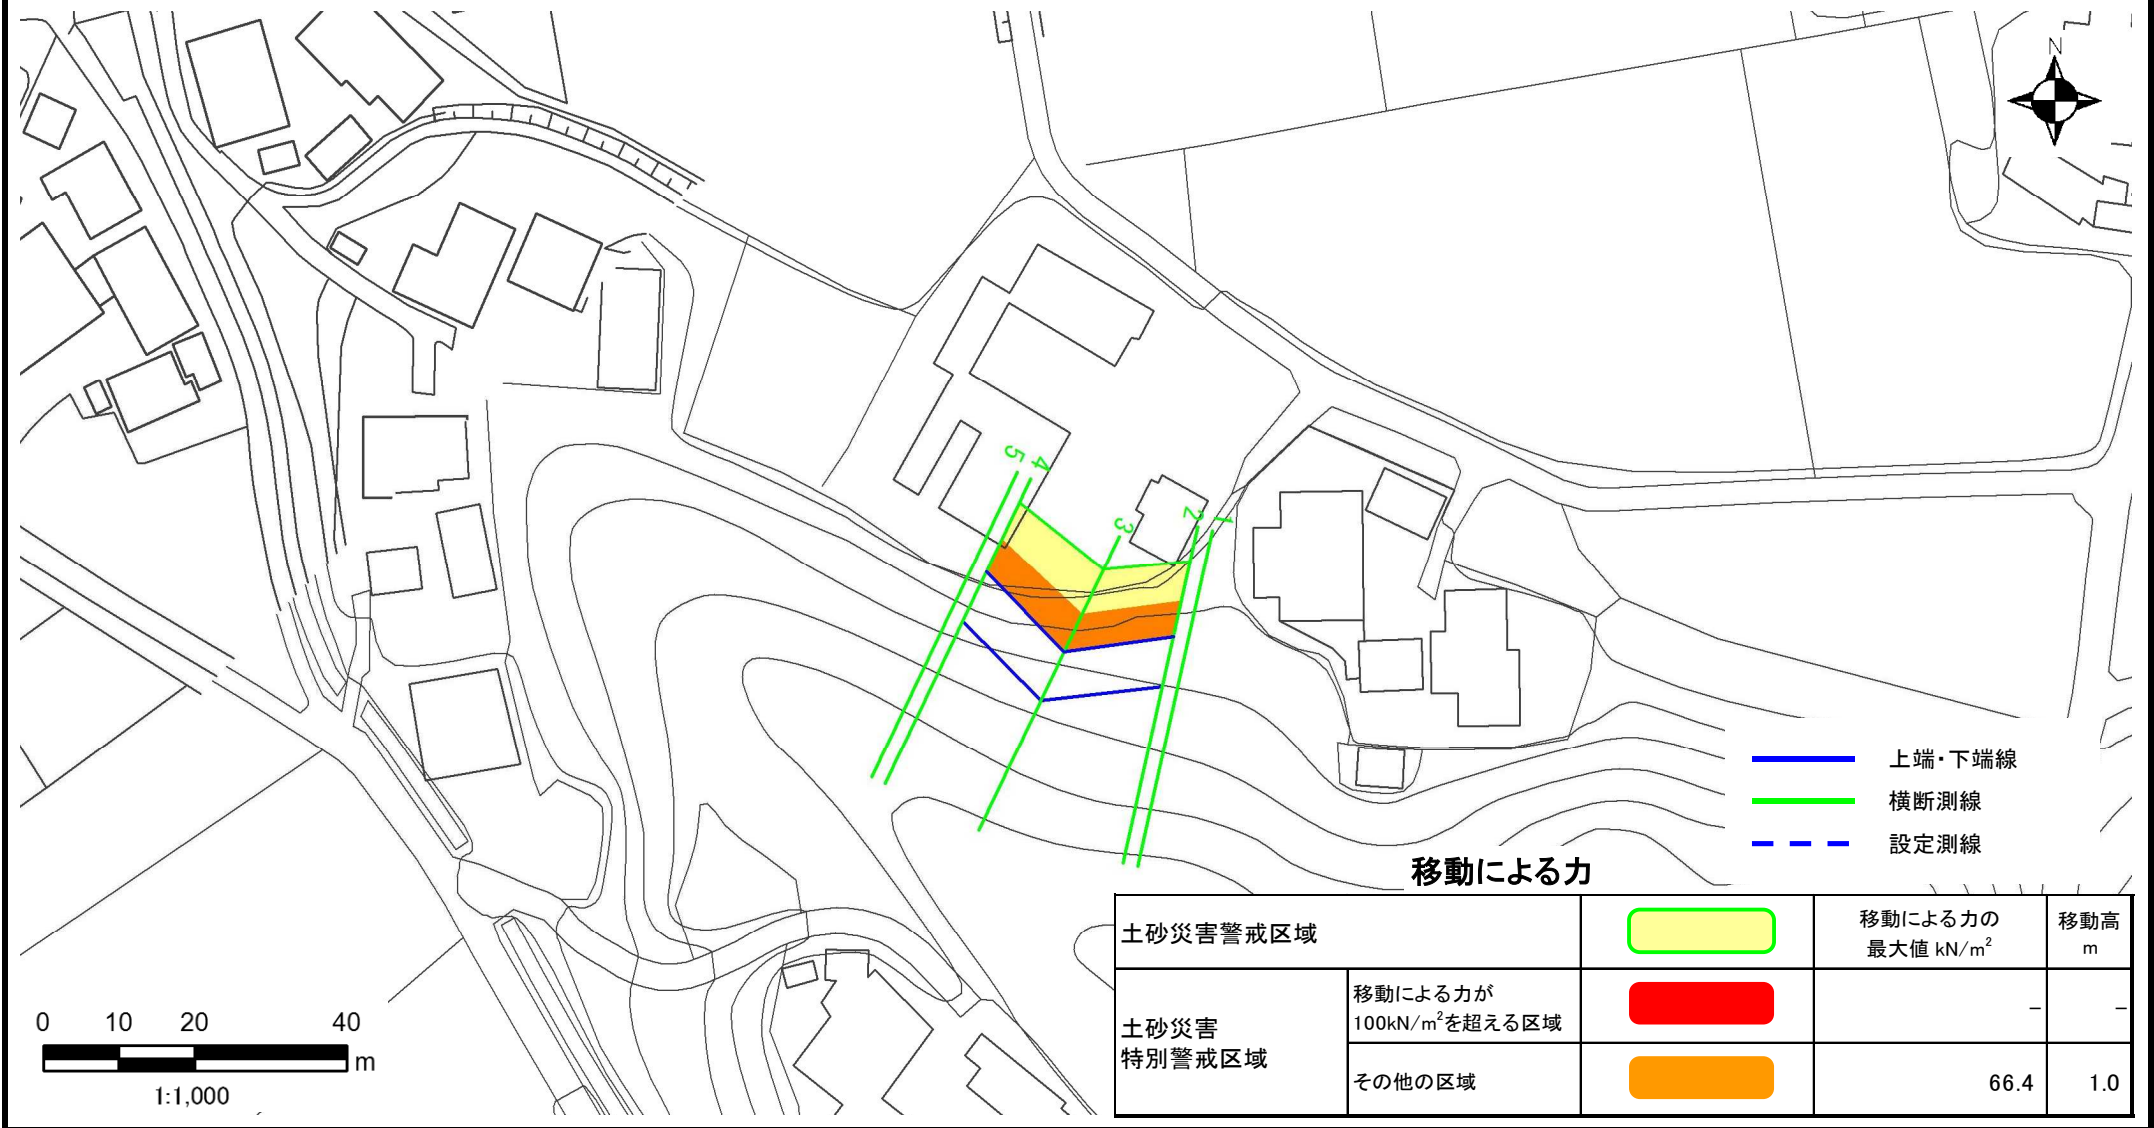 N
5
4
3
2
1
上端・下端線
横断測線
設定測線
移動による力
土砂災害警戒区域
移動による力の
最大値 kN/m²
移動高
m
土砂災害
特別警戒区域
移動による力が
100kN/m²を超える区域
－
－
その他の区域
66.4
1.0
0 10 20 40
m
1:1,000